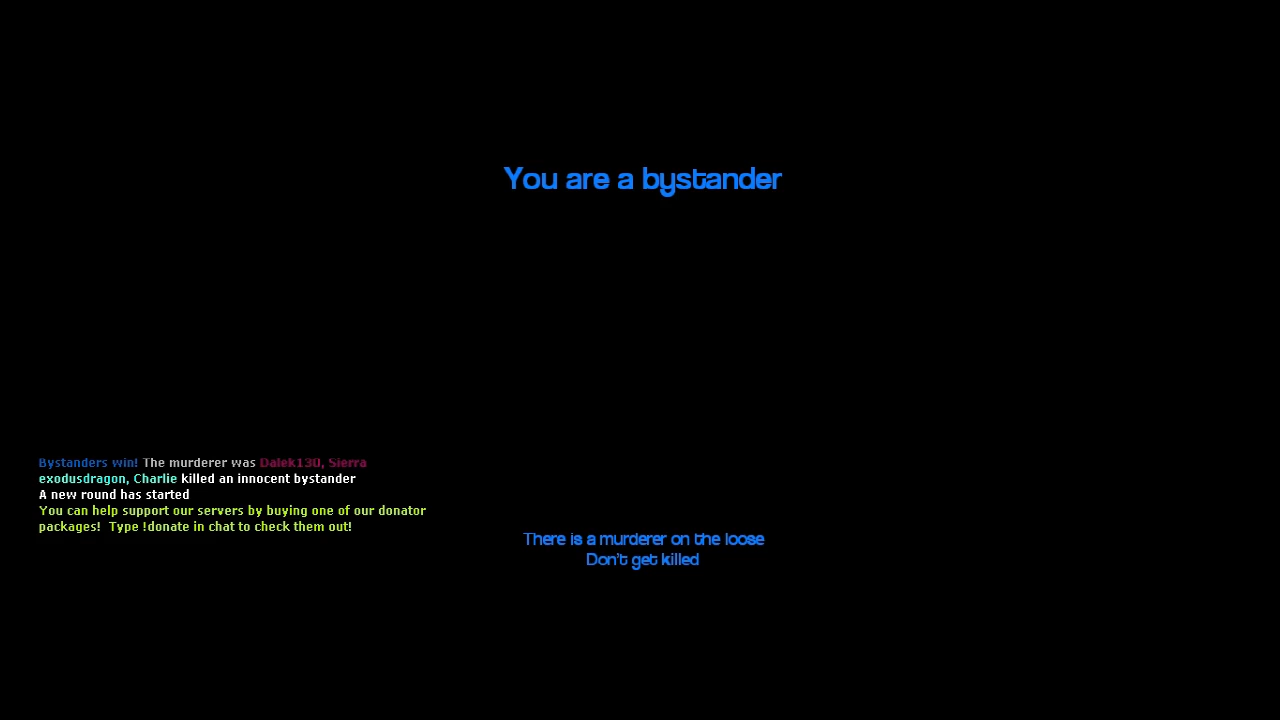 You are a bystander
Bystanders win! The murderer was Dalek130, Sierra
exodusdragon, Charlie killed an innocent bystander
A new round has started
You can help support our servers by buying one of our donator
packages!  Type !donate in chat to check them out!
There is a murderer on the loose
Don't get killed